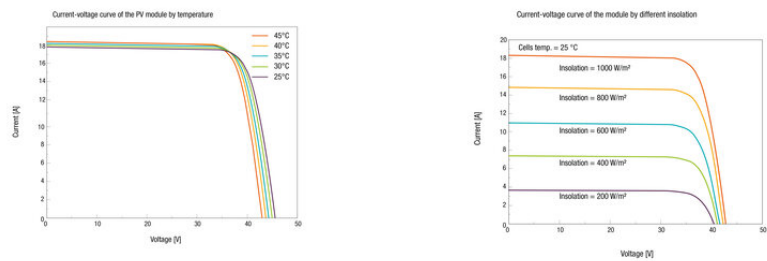 Current-voltage curve of the PV module by temperature
18
16
14
12
10
8
6
4
2
0
Current [A]
45°C
40°C
35°C
30°C
25°C
0 10 20 30 40 50
Voltage [V]
Current-voltage curve of the module by different insolation
20
18
16
14
12
10
8
6
4
2
0
Current [A]
Cells temp. = 25 °C
Insolation = 1000 W/m²
Insolation = 800 W/m²
Insolation = 600 W/m²
Insolation = 400 W/m²
Insolation = 200 W/m²
0 10 20 30 40 50
Voltage [V]